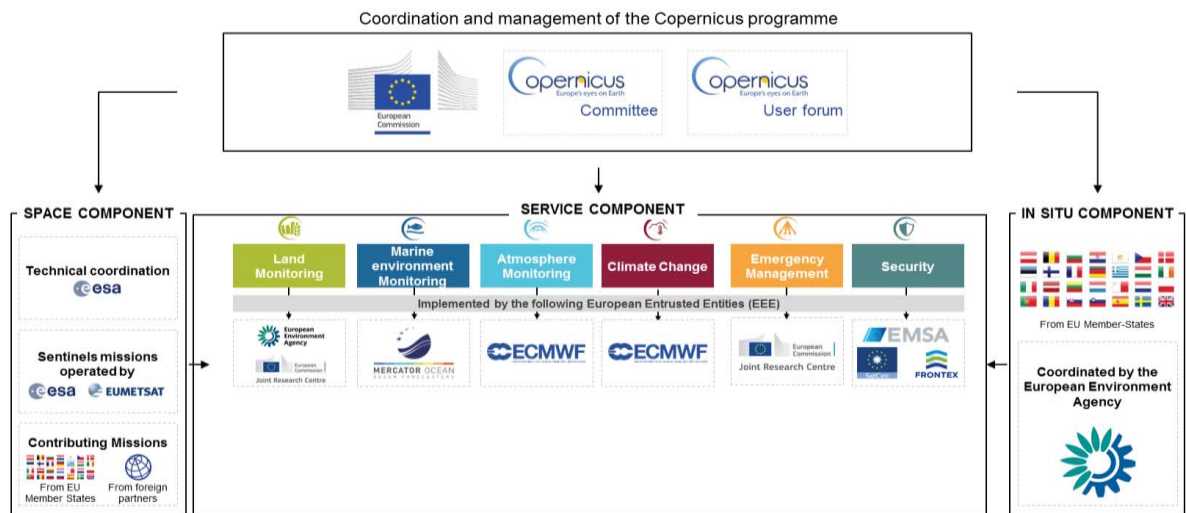 Coordination and management of the Copernicus programme
European
Commission
Copernicus
Europe's eyes on Earth
Committee
Copernicus
Europe's eyes on Earth
User forum
SPACE COMPONENT
Technical coordination
esa
Sentinels missions
operated by
esa
EUMETSAT
Contributing Missions
From EU
Member States
From foreign
partners
SERVICE COMPONENT
Land
Monitoring
Marine
environment
Monitoring
Atmosphere
Monitoring
Climate Change
Emergency
Management
Security
Implemented by the following European Entrusted Entities (EEE)
European
Environment
Agency
European
Commission
Joint Research Centre
MERCATOR OCEAN
OCEAN FORECASTERS
ECMWF
ECMWF
European
Commission
Joint Research Centre
EMSA
FRONTEX
IN SITU COMPONENT
From EU Member-States
Coordinated by the
European Environment
Agency